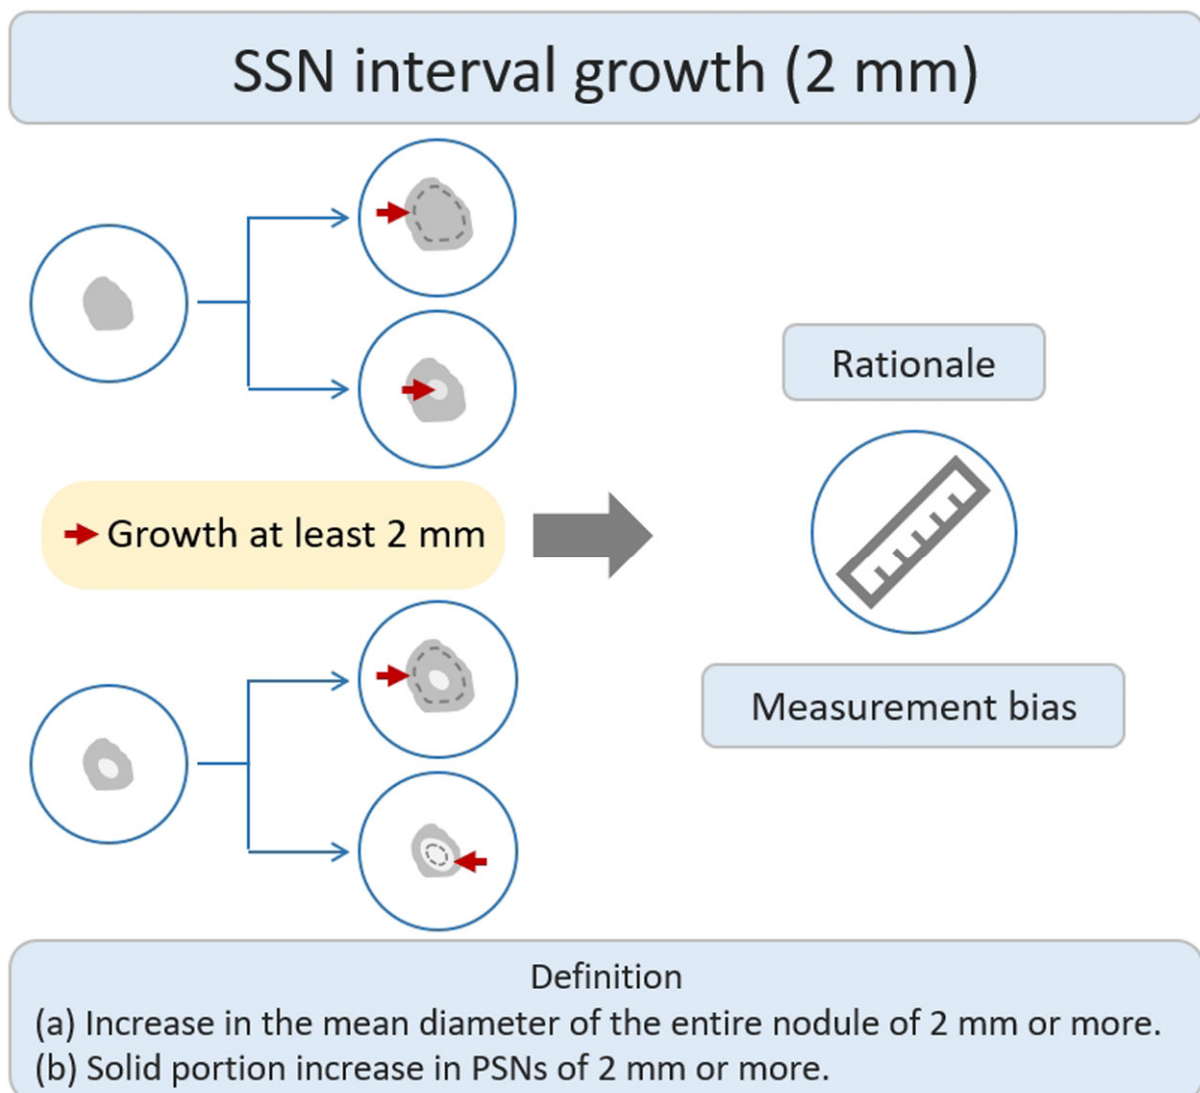 SSN interval growth (2 mm)
Rationale
Growth at least 2 mm
Measurement bias
Definition
(a) Increase in the mean diameter of the entire nodule of 2 mm or more.
(b) Solid portion increase in PSNs of 2 mm or more.